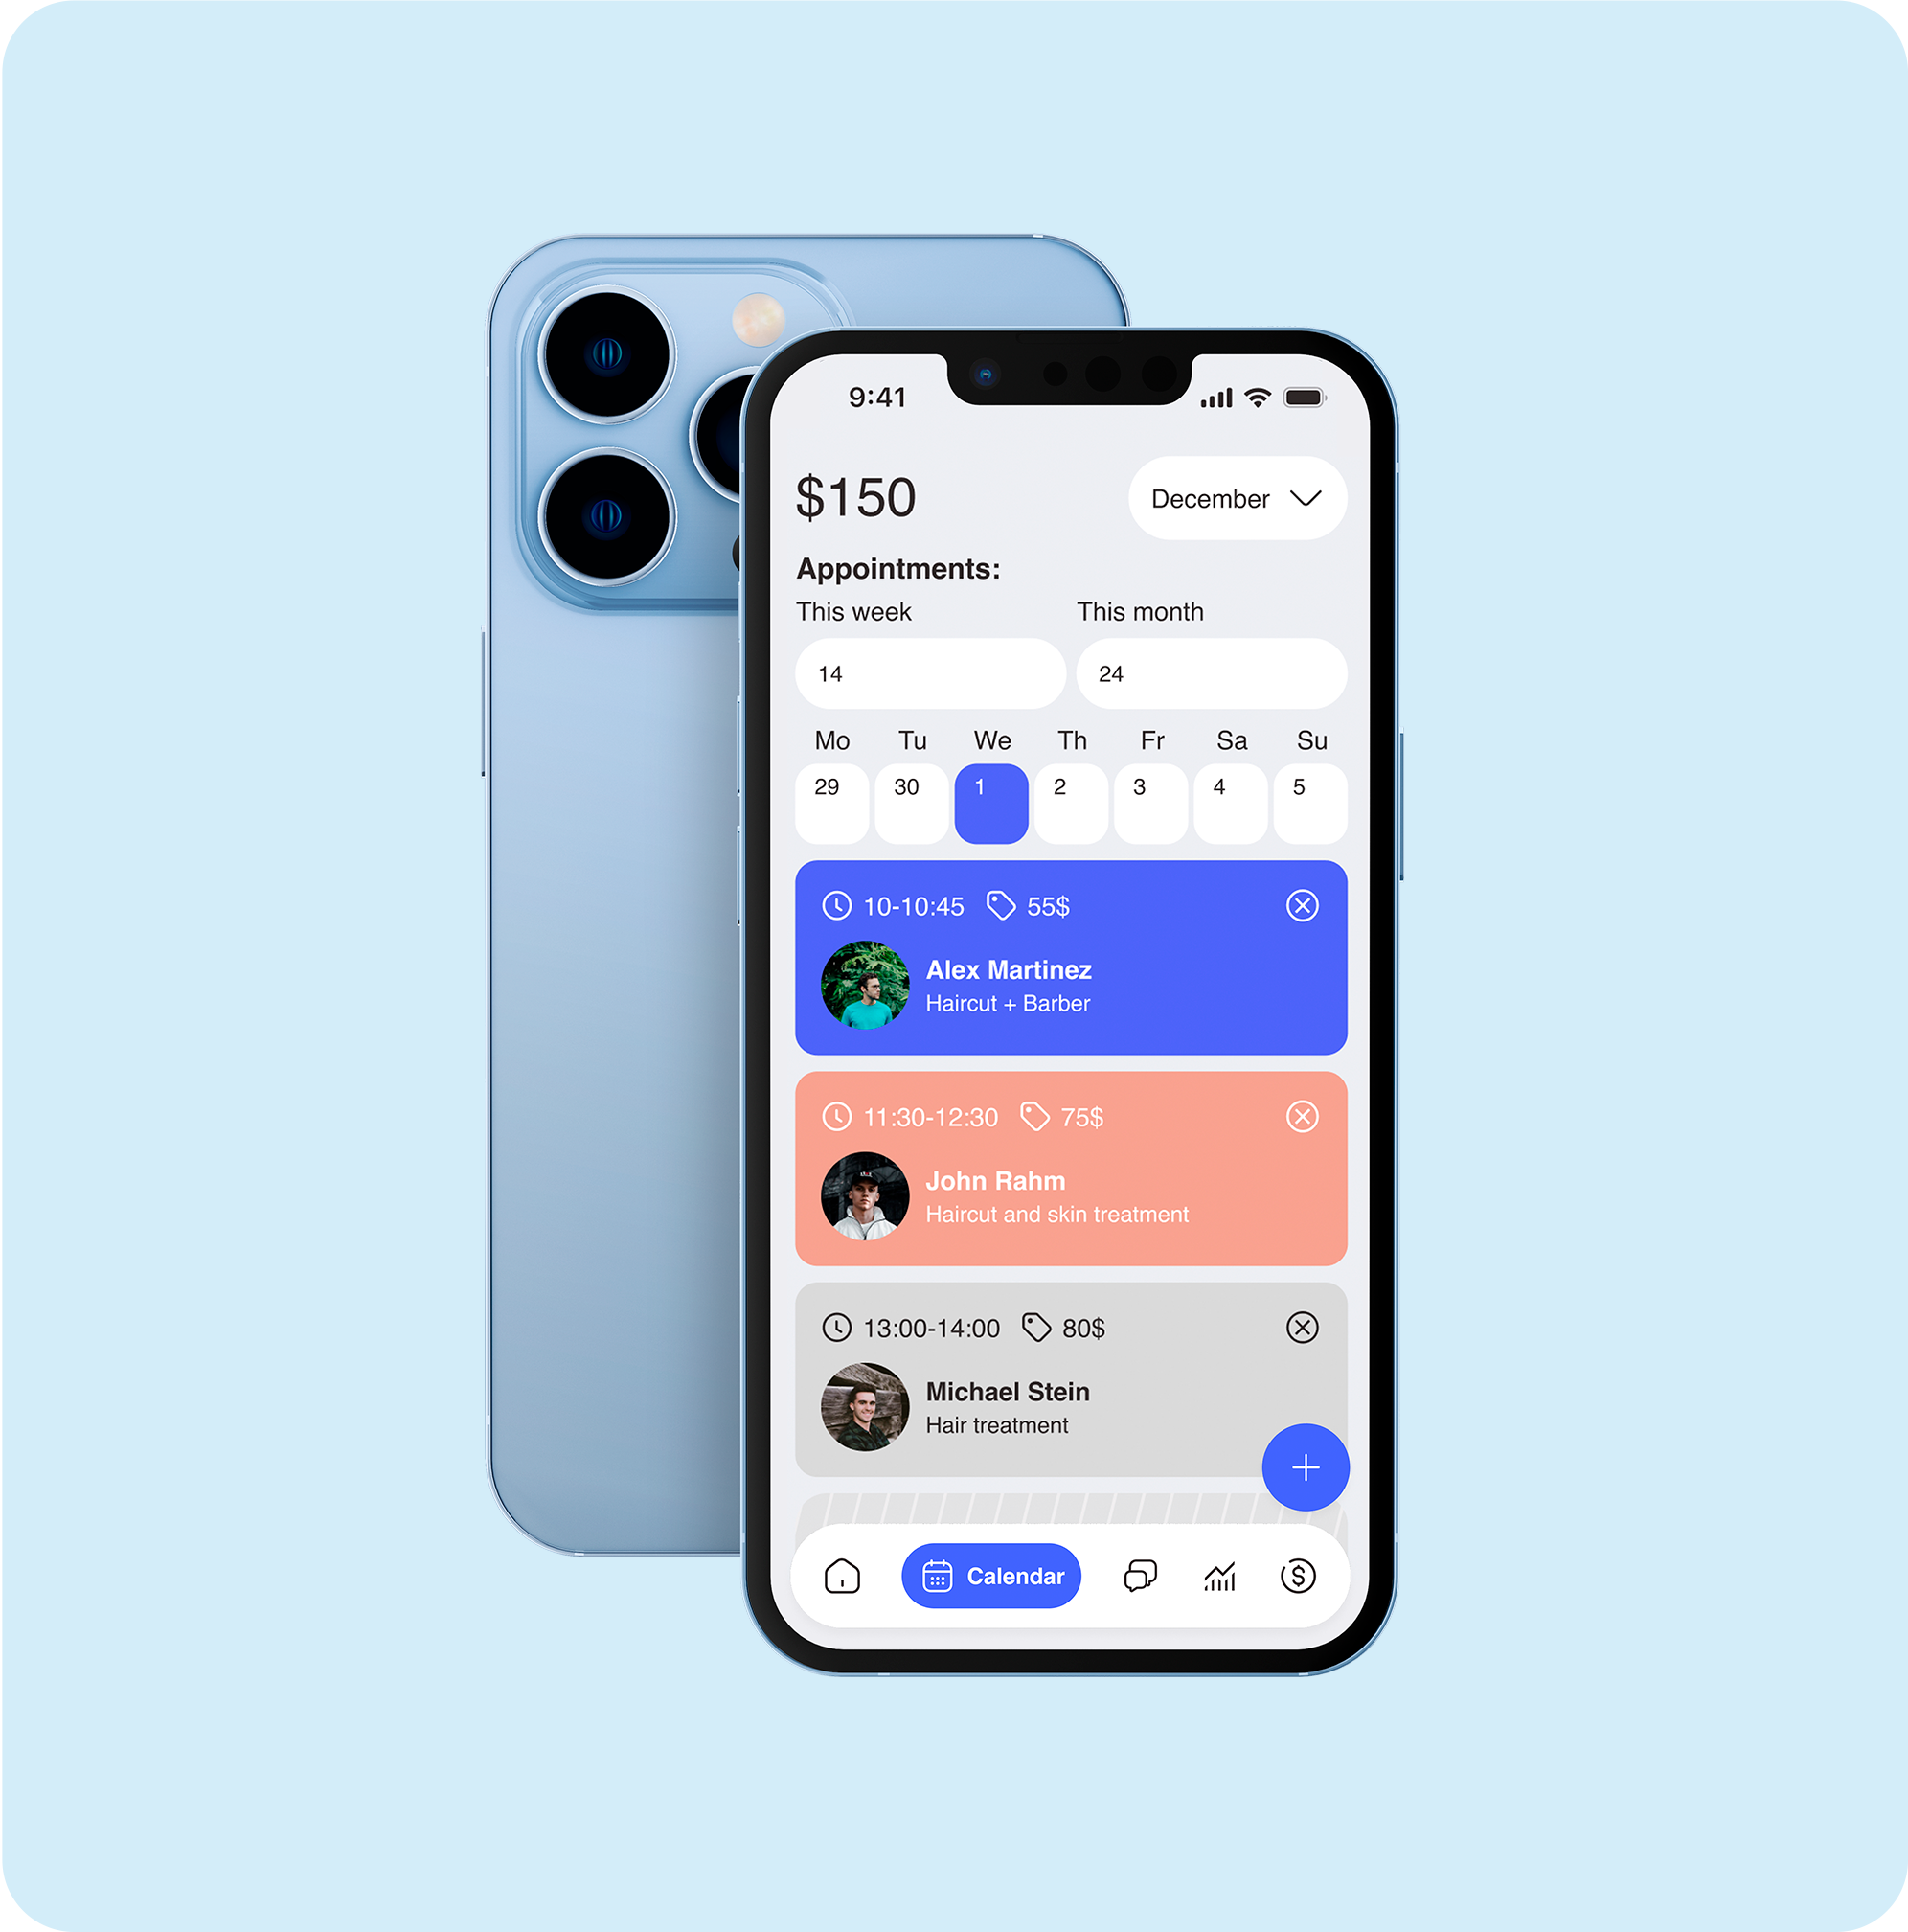 9:41
$150 December
Appointments:
This week This month
14 24
Mo Tu We Th Fr Sa Su
29 30 1 2 3 4 5
10-10:45 55$
Alex Martinez
Haircut + Barber
11:30-12:30 75$
John Rahm
Haircut and skin treatment
13:00-14:00 80$
Michael Stein
Hair treatment
Calendar